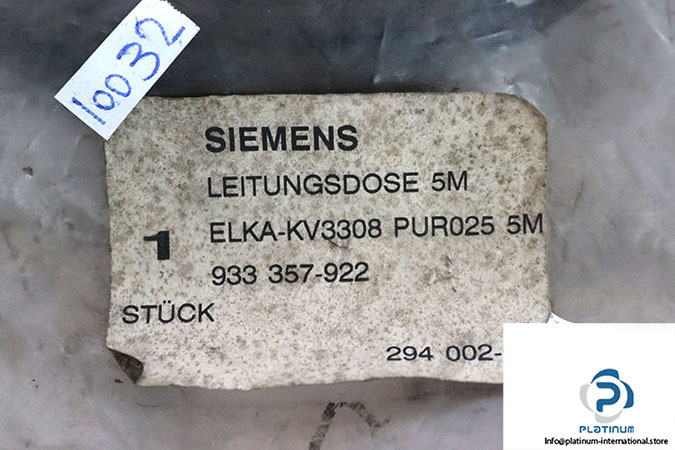 10032
SIEMENS
LEITUNGSDOSE 5M
1 ELKA-KV3308 PUR025 5M
933 357-922
STÜCK
294 002-
PLATINUM
Info@platinum-international.store